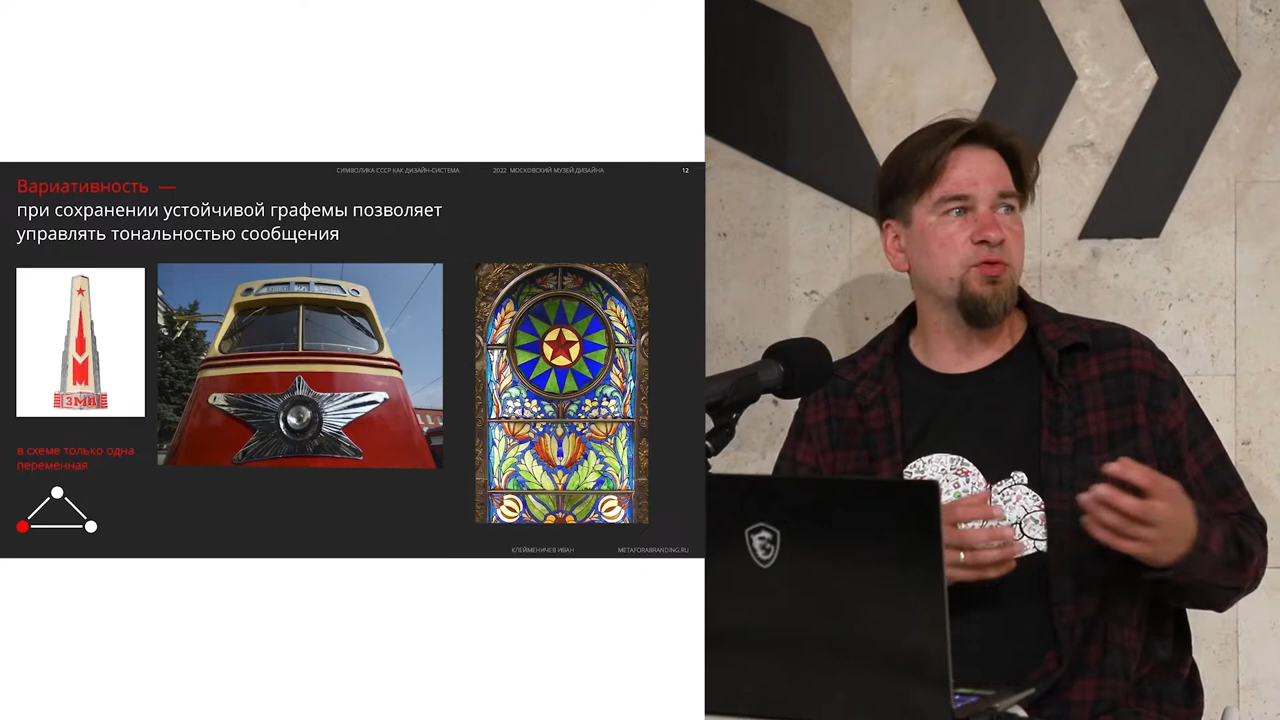 СИМВОЛИКА СССР КАК ДИЗАЙН-СИСТЕМА 2022 МОСКОВСКИЙ МУЗЕЙ ДИЗАЙНА 12
Вариативность —
при сохранении устойчивой графемы позволяет
управлять тональностью сообщения
ЗМА
в схеме только одна
переменная
КЛЕЙМЕНИЧЕВ ИВАН METAFORABRANDING.RU